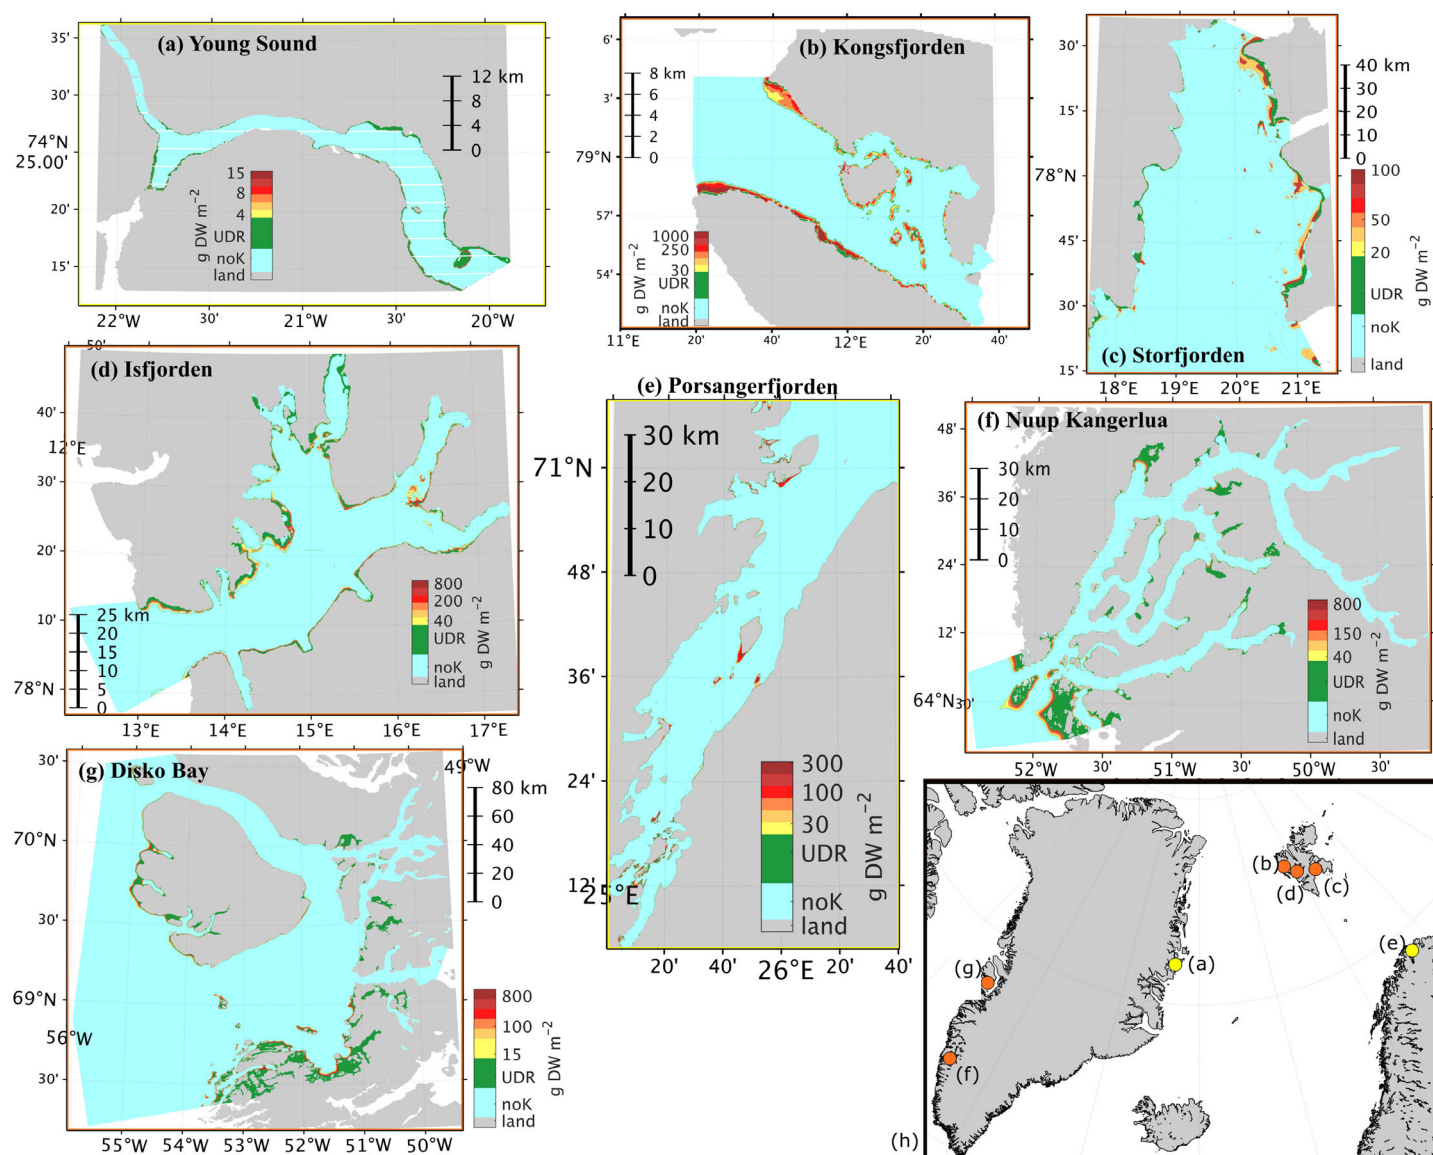 (a) Young Sound
35'
30'
74°N
25.00'
20'
15'
12 km
8
4
0
15
8
4
UDR
noK
land
g DW m⁻²
22°W
30'
21°W
30'
20°W
(b) Kongsfjorden
6'
3'
79°N
57'
54'
8 km
6
4
2
0
1000
250
30
UDR
noK
land
g DW m⁻²
11°E
20'
40'
12°E
20'
40'
(c) Storfjorden
30'
15'
78°N
45'
30'
15'
40 km
30
20
10
0
100
50
20
UDR
noK
land
g DW m⁻²
18°E
19°E
20°E
21°E
(d) Isfjorden
50'
40'
12°E
30'
20'
10'
78°N
25 km
20
15
10
5
0
800
200
40
UDR
noK
land
g DW m⁻²
13°E
14°E
15°E
16°E
17°E
(e) Porsangerfjorden
71°N
48'
36'
24'
12'
25°E
30 km
20
10
0
300
100
30
UDR
noK
land
g DW m⁻²
20'
40'
26°E
20'
40'
(f) Nuup Kangerlua
48'
36'
24'
12'
64°N
30'
30 km
20
10
0
800
150
40
UDR
noK
land
g DW m⁻²
52°W
30'
51°W
30'
50°W
30'
(g) Disko Bay
49°W
30'
70°N
30'
69°N
56°W
30'
80 km
60
40
20
0
800
100
15
UDR
noK
land
g DW m⁻²
55°W
54°W
53°W
52°W
51°W
50°W
(b)
(d)
(c)
(e)
(a)
(g)
(f)
(h)